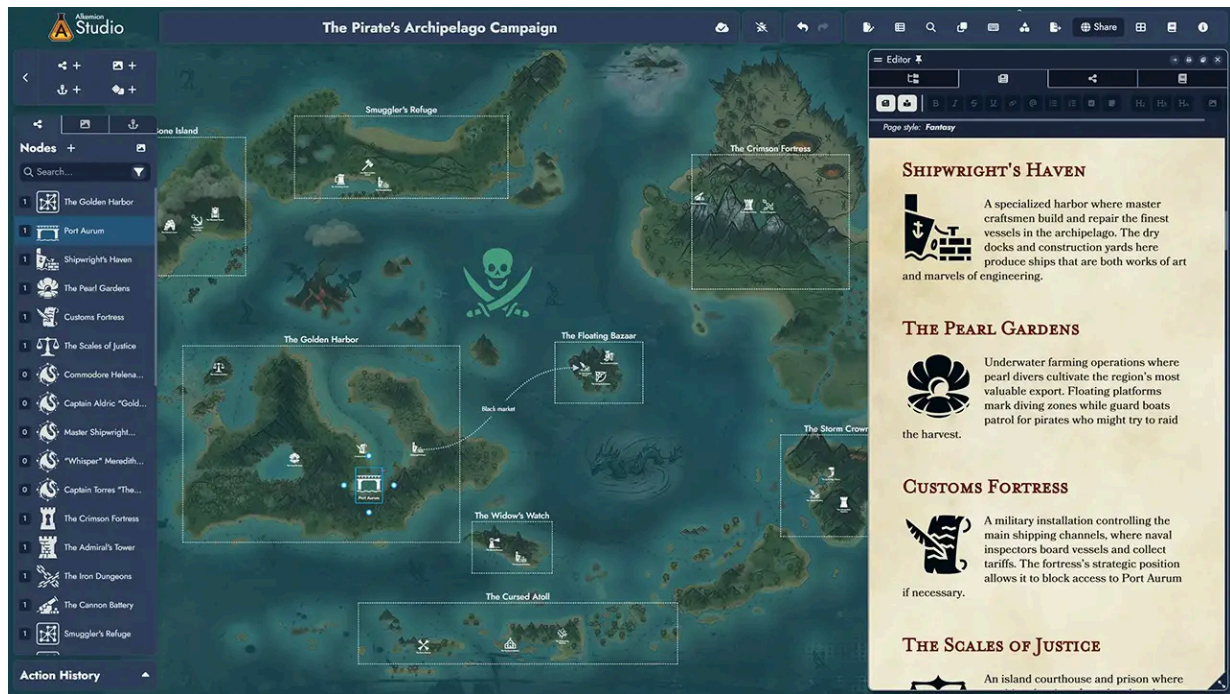 Alkemion
Studio
The Pirate's Archipelago Campaign
Share
Nodes
Search...
1 The Golden Harbor
1 Port Aurum
1 Shipwright's Haven
1 The Pearl Gardens
1 Customs Fortress
1 The Scales of Justice
0 Commodore Helena...
0 Captain Aldric "Gold...
0 Master Shipwright...
0 "Whisper" Meredith...
0 Captain Torres "The...
1 The Crimson Fortress
1 The Admiral's Tower
1 The Iron Dungeons
1 The Cannon Battery
1 Smuggler's Refuge
Action History
Bone Island
Smuggler's Refuge
The Crimson Fortress
The Golden Harbor
The Floating Bazaar
Black market
Port Aurum
The Storm Crown
The Widow's Watch
The Cursed Atoll
Editor
B I S U
H₂ H₃ H₄
Page style: Fantasy
Shipwright's Haven
A specialized harbor where master
craftsmen build and repair the finest
vessels in the archipelago. The dry
docks and construction yards here
produce ships that are both works of art
and marvels of engineering.
The Pearl Gardens
Underwater farming operations where
pearl divers cultivate the region's most
valuable export. Floating platforms
mark diving zones while guard boats
patrol for pirates who might try to raid
the harvest.
Customs Fortress
A military installation controlling the
main shipping channels, where naval
inspectors board vessels and collect
tariffs. The fortress's strategic position
allows it to block access to Port Aurum
if necessary.
The Scales of Justice
An island courthouse and prison where